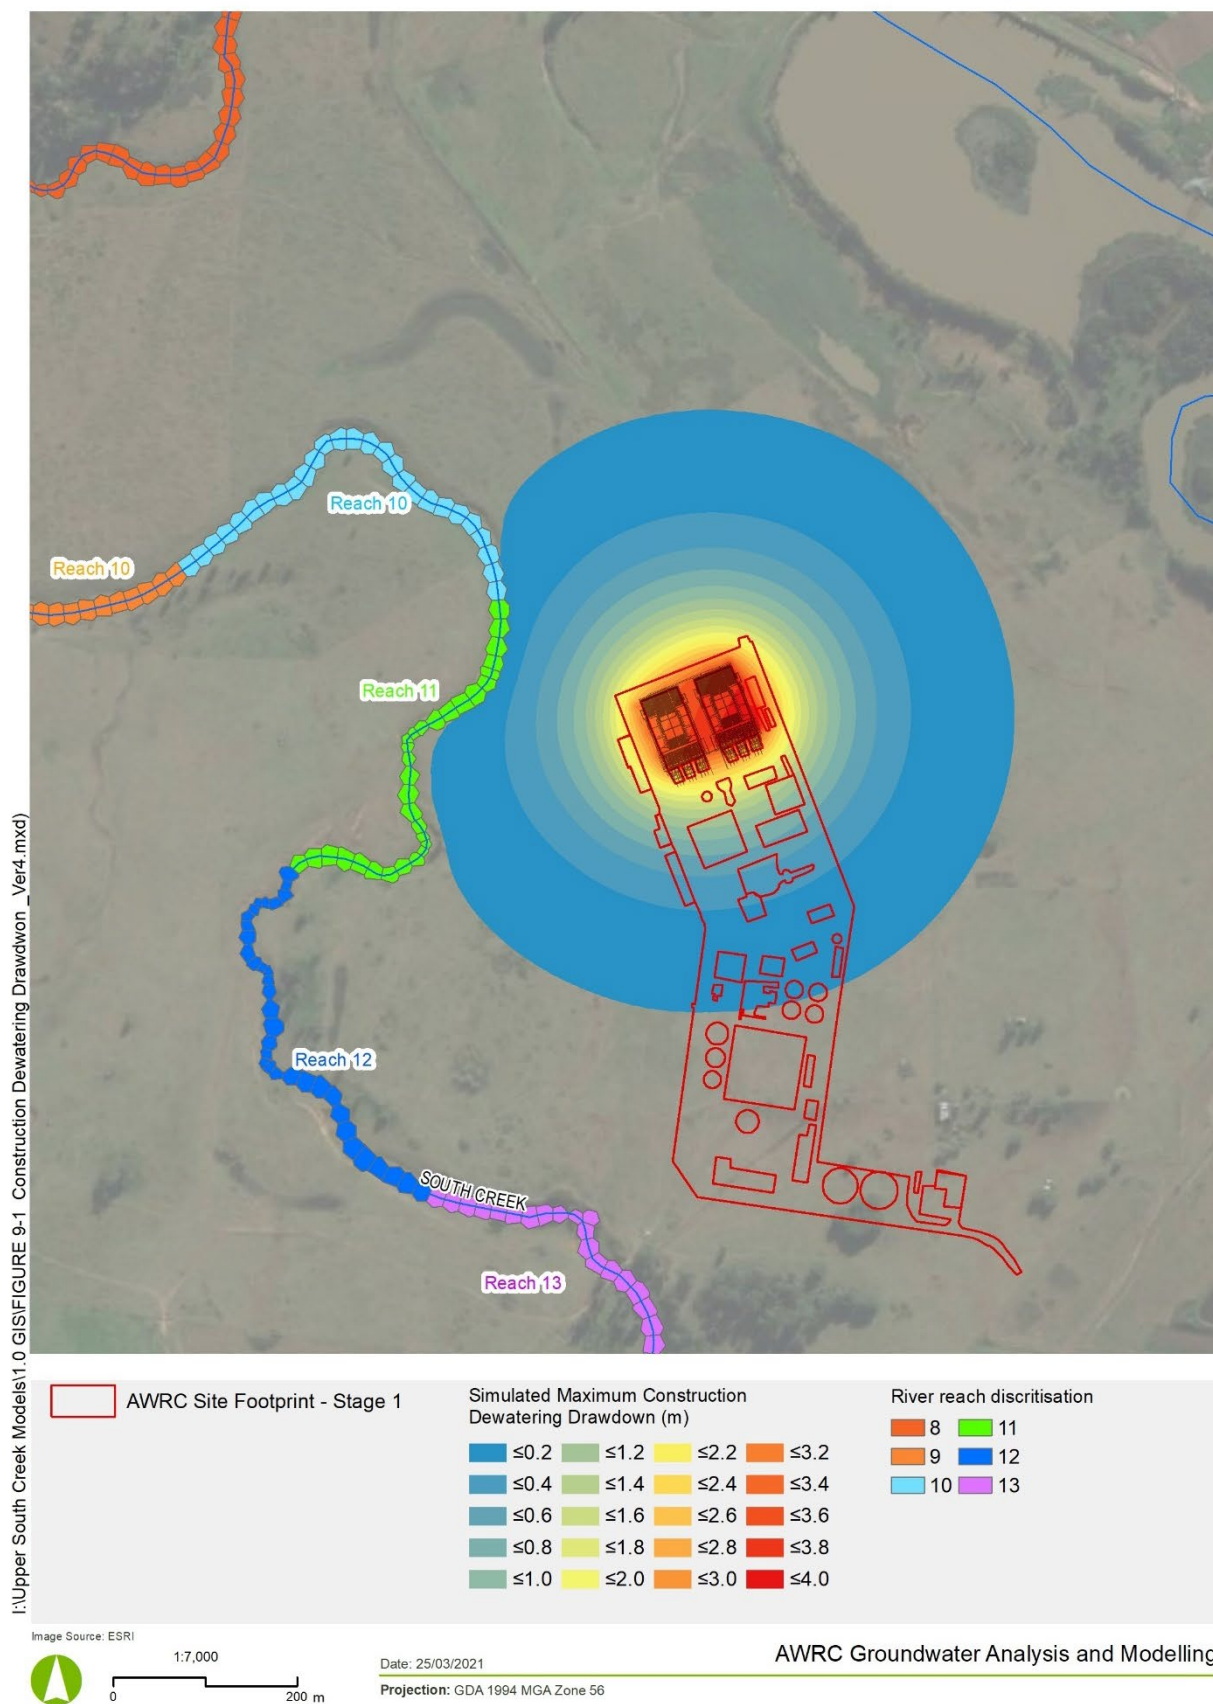 Reach 10
Reach 10
Reach 11
Reach 12
SOUTH CREEK
Reach 13
I:\Upper South Creek Models\1.0 GIS\FIGURE 9-1 Construction Dewatering Drawdwon _Ver4.mxd)
AWRC Site Footprint - Stage 1
Simulated Maximum Construction
Dewatering Drawdown (m)
≤0.2 ≤1.2 ≤2.2 ≤3.2
≤0.4 ≤1.4 ≤2.4 ≤3.4
≤0.6 ≤1.6 ≤2.6 ≤3.6
≤0.8 ≤1.8 ≤2.8 ≤3.8
≤1.0 ≤2.0 ≤3.0 ≤4.0
River reach discritisation
8 11
9 12
10 13
Image Source: ESRI
1:7,000
0 200 m
Date: 25/03/2021
Projection: GDA 1994 MGA Zone 56
AWRC Groundwater Analysis and Modelling